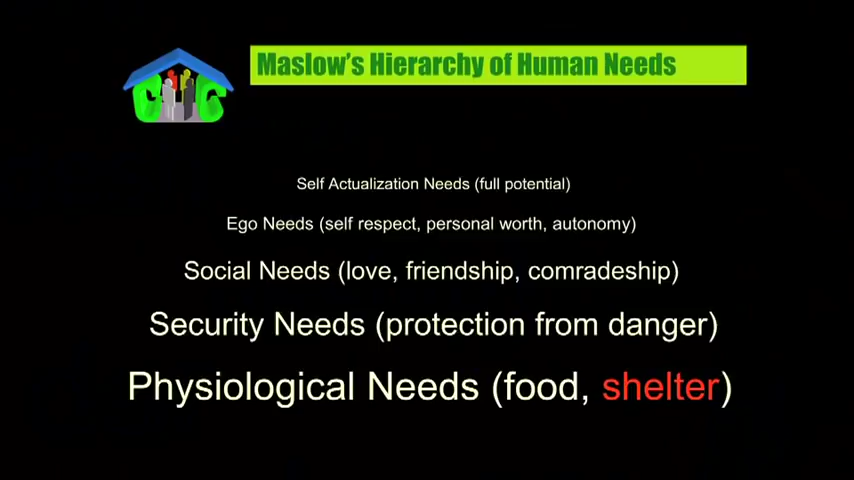 Maslow's Hierarchy of Human Needs
Self Actualization Needs (full potential)
Ego Needs (self respect, personal worth, autonomy)
Social Needs (love, friendship, comradeship)
Security Needs (protection from danger)
Physiological Needs (food, shelter)